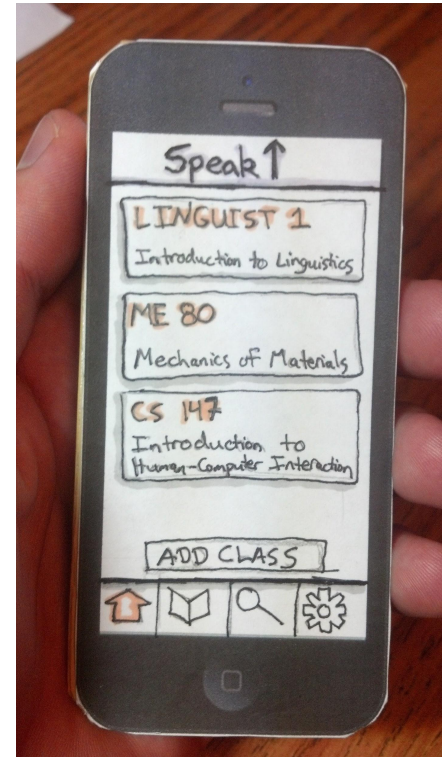 Speak↑
LINGUIST 1
Introduction to Linguistics
ME 80
Mechanics of Materials
CS 147
Introduction to
Human-Computer Interaction
ADD CLASS